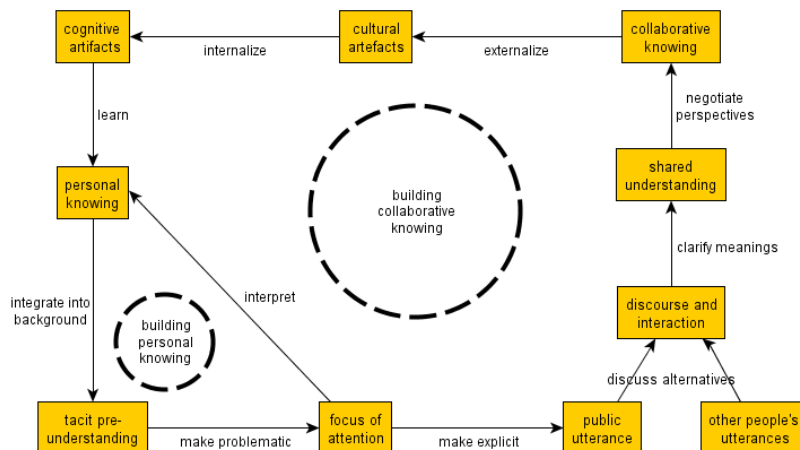 cognitive
artifacts
internalize
cultural
artefacts
externalize
collaborative
knowing
learn
negotiate
perspectives
personal
knowing
shared
understanding
building
collaborative
knowing
clarify meanings
integrate into
background
interpret
discourse and
interaction
building
personal
knowing
discuss alternatives
tacit pre-
understanding
make problematic
focus of
attention
make explicit
public
utterance
other people's
utterances